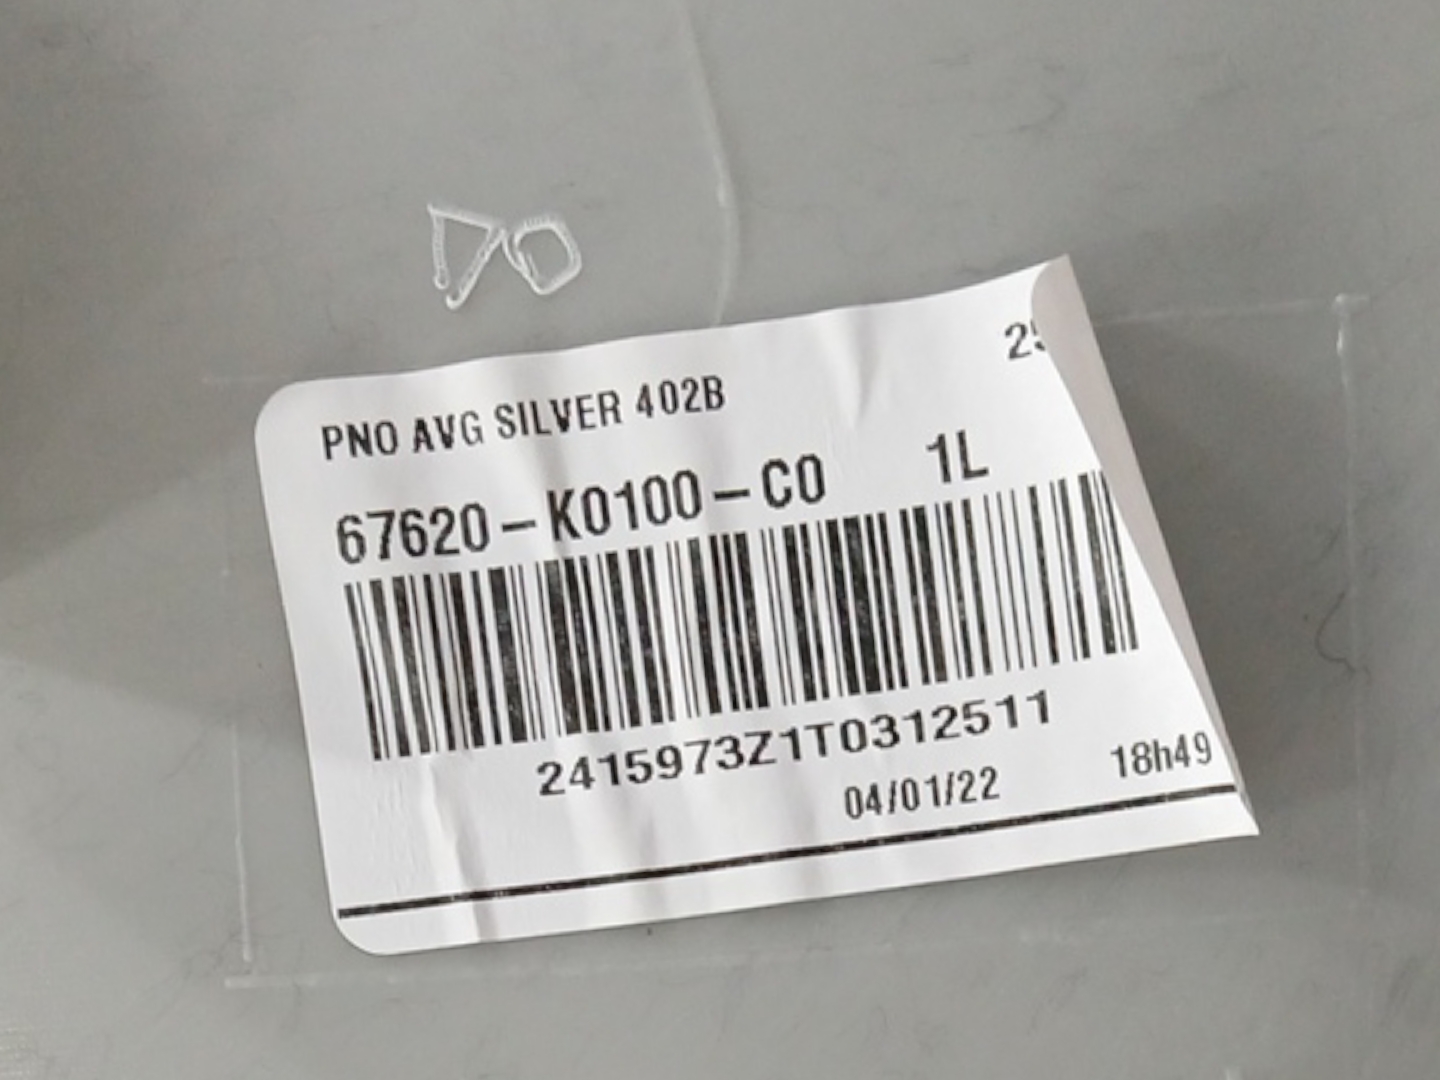 PNO AVG SILVER 402B
67620-K0100-C0 1L
2415973Z1T0312511
04/01/22 18h49